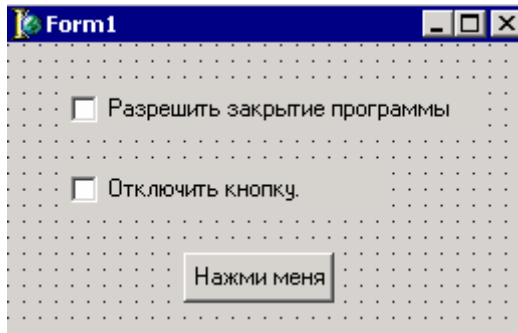 Form1
Разрешить закрытие программы
Отключить кнопку.
Нажми меня